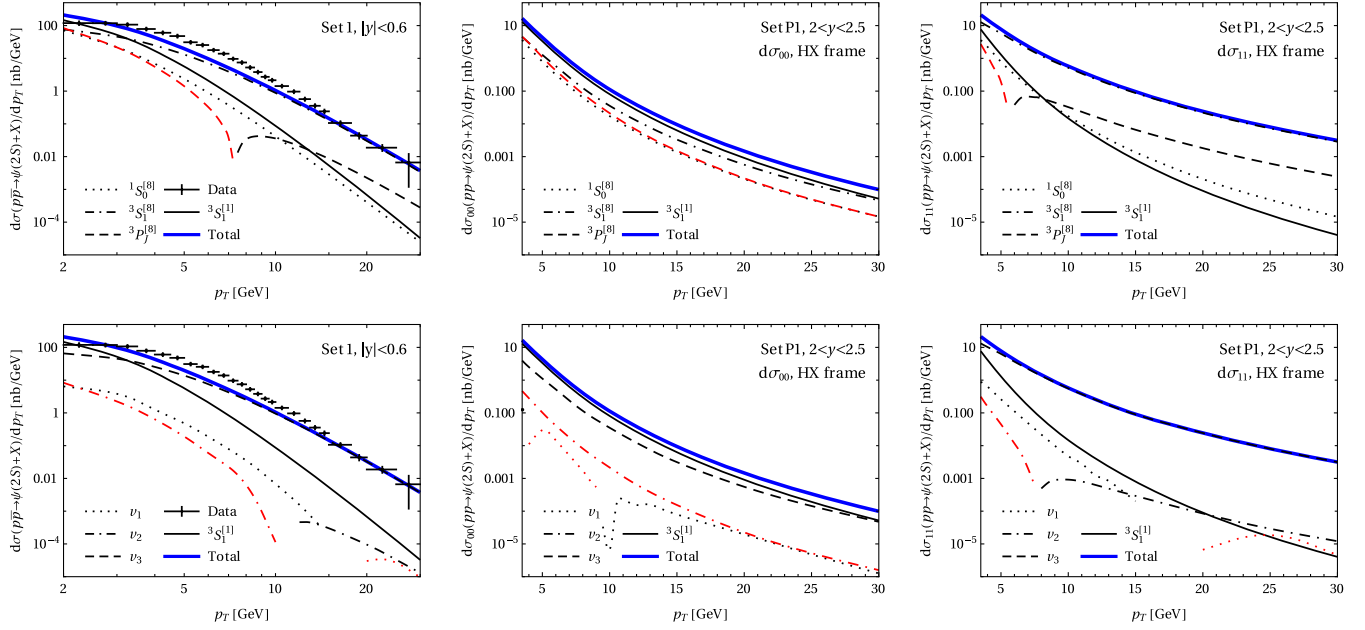 Set 1, |y|<0.6
dσ(pp̅→ψ(2S)+X)/dp_T [nb/GeV]
100
1
0.01
10^-4
^1S_0^[8] Data
^3S_1^[8] ^3S_1^[1]
^3P_J^[8] Total
2 5 10 20
p_T [GeV]
Set P1, 2<y<2.5
dσ_00, HX frame
dσ_00(pp→ψ(2S)+X)/dp_T [nb/GeV]
10
0.100
0.001
10^-5
^1S_0^[8]
^3S_1^[8] ^3S_1^[1]
^3P_J^[8] Total
5 10 15 20 25 30
p_T [GeV]
Set P1, 2<y<2.5
dσ_11, HX frame
dσ_11(pp→ψ(2S)+X)/dp_T [nb/GeV]
10
0.100
0.001
10^-5
^1S_0^[8]
^3S_1^[8] ^3S_1^[1]
^3P_J^[8] Total
5 10 15 20 25 30
p_T [GeV]
Set 1, |y|<0.6
dσ(pp̅→ψ(2S)+X)/dp_T [nb/GeV]
100
1
0.01
10^-4
υ_1 Data
υ_2 ^3S_1^[1]
υ_3 Total
2 5 10 20
p_T [GeV]
Set P1, 2<y<2.5
dσ_00, HX frame
dσ_00(pp→ψ(2S)+X)/dp_T [nb/GeV]
10
0.100
0.001
10^-5
υ_1
υ_2 ^3S_1^[1]
υ_3 Total
5 10 15 20 25 30
p_T [GeV]
Set P1, 2<y<2.5
dσ_11, HX frame
dσ_11(pp→ψ(2S)+X)/dp_T [nb/GeV]
10
0.100
0.001
10^-5
υ_1
υ_2 ^3S_1^[1]
υ_3 Total
5 10 15 20 25 30
p_T [GeV]